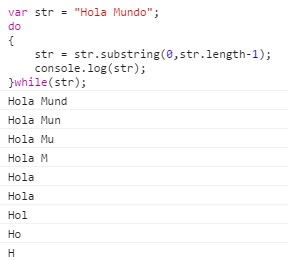 var str = "Hola Mundo";
do
{
    str = str.substring(0,str.length-1);
    console.log(str);
}while(str);
Hola Mund
Hola Mun
Hola Mu
Hola M
Hola
Hola
Hol
Ho
H